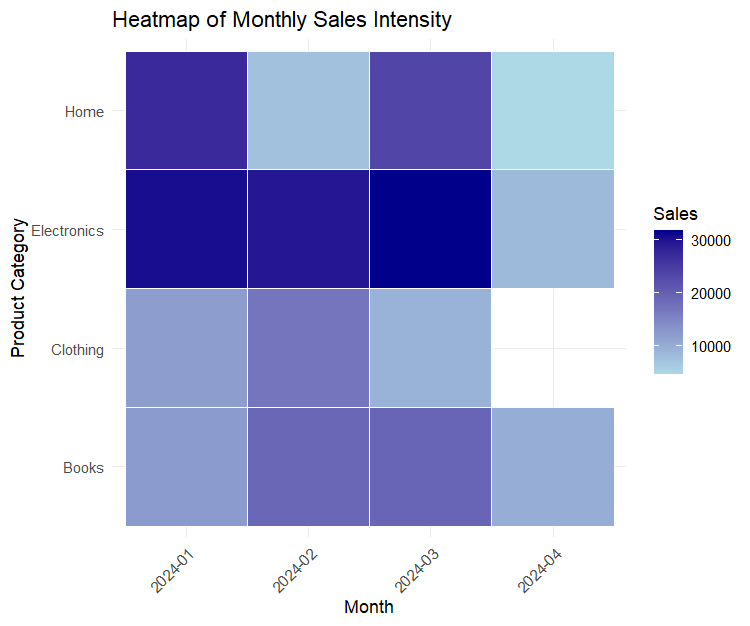 Heatmap of Monthly Sales Intensity
Product Category
Home
Electronics
Clothing
Books
2024-01
2024-02
2024-03
2024-04
Month
Sales
30000
20000
10000